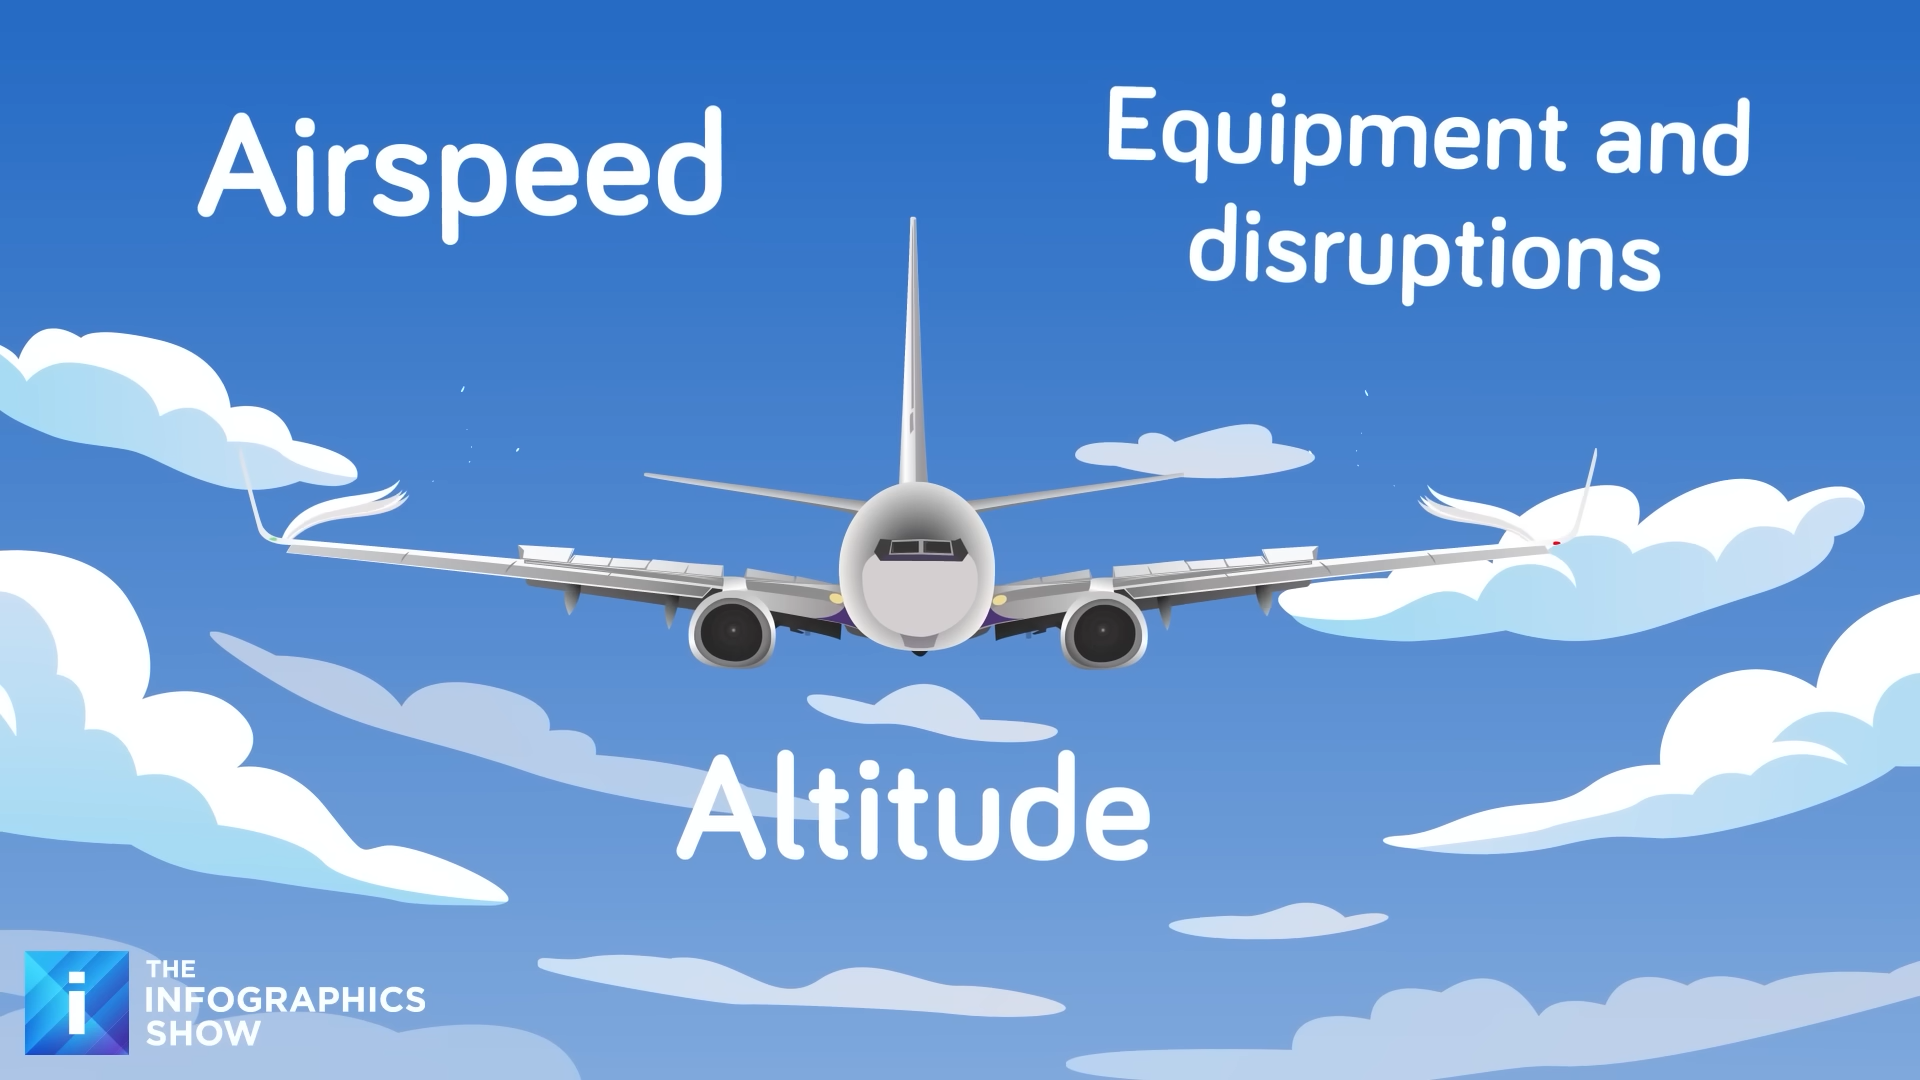 Airspeed
Equipment and
disruptions
Altitude
THE
INFOGRAPHICS
SHOW